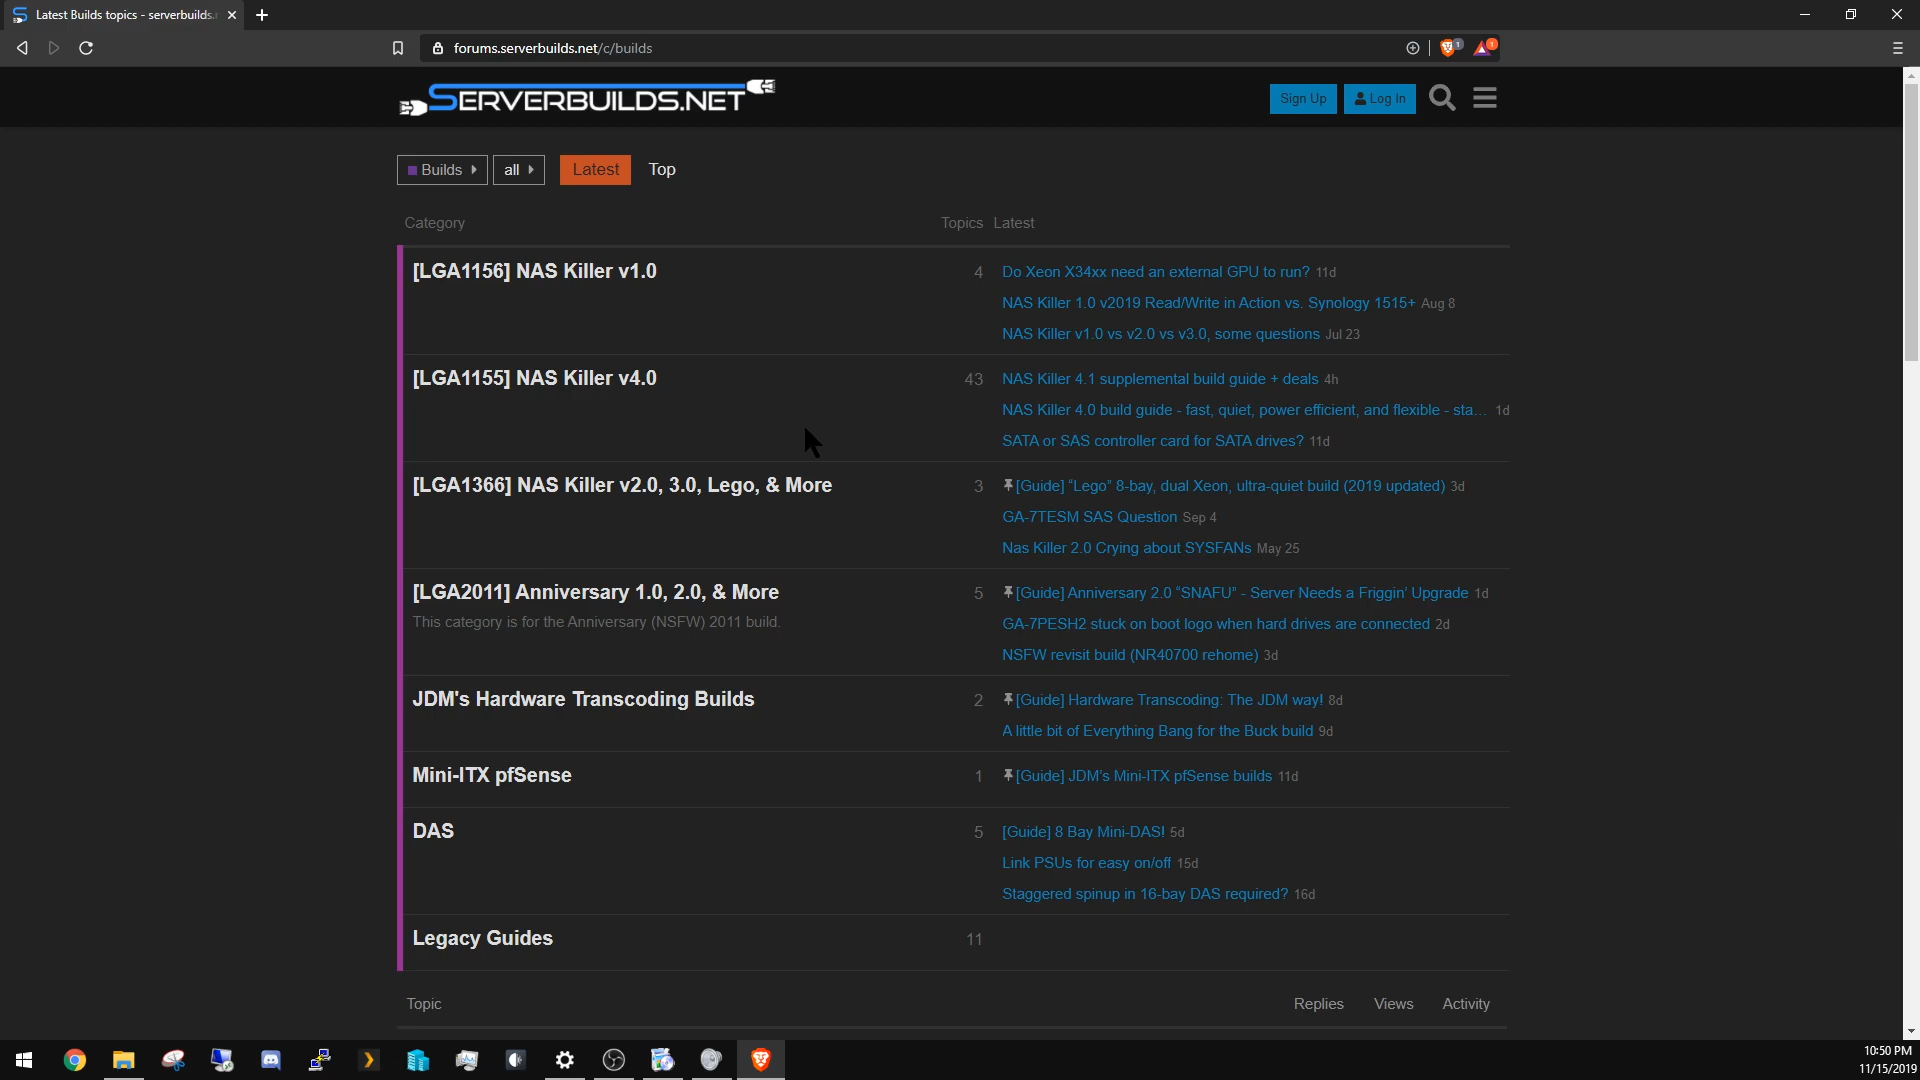 Latest Builds topics - serverbuilds.
forums.serverbuilds.net/c/builds
1
1
SERVERBUILDS.NET
Sign Up
Log In
Builds
all
Latest
Top
Category
Topics
Latest
[LGA1156] NAS Killer v1.0
4
Do Xeon X34xx need an external GPU to run? 11d
NAS Killer 1.0 v2019 Read/Write in Action vs. Synology 1515+ Aug 8
NAS Killer v1.0 vs v2.0 vs v3.0, some questions Jul 23
[LGA1155] NAS Killer v4.0
43
NAS Killer 4.1 supplemental build guide + deals 4h
NAS Killer 4.0 build guide - fast, quiet, power efficient, and flexible - sta... 1d
SATA or SAS controller card for SATA drives? 11d
[LGA1366] NAS Killer v2.0, 3.0, Lego, & More
3
[Guide] “Lego” 8-bay, dual Xeon, ultra-quiet build (2019 updated) 3d
GA-7TESM SAS Question Sep 4
Nas Killer 2.0 Crying about SYSFANs May 25
[LGA2011] Anniversary 1.0, 2.0, & More
This category is for the Anniversary (NSFW) 2011 build.
5
[Guide] Anniversary 2.0 “SNAFU” - Server Needs a Friggin’ Upgrade 1d
GA-7PESH2 stuck on boot logo when hard drives are connected 2d
NSFW revisit build (NR40700 rehome) 3d
JDM's Hardware Transcoding Builds
2
[Guide] Hardware Transcoding: The JDM way! 8d
A little bit of Everything Bang for the Buck build 9d
Mini-ITX pfSense
1
[Guide] JDM’s Mini-ITX pfSense builds 11d
DAS
5
[Guide] 8 Bay Mini-DAS! 5d
Link PSUs for easy on/off 15d
Staggered spinup in 16-bay DAS required? 16d
Legacy Guides
11
Topic
Replies
Views
Activity
10:50 PM
11/15/2019